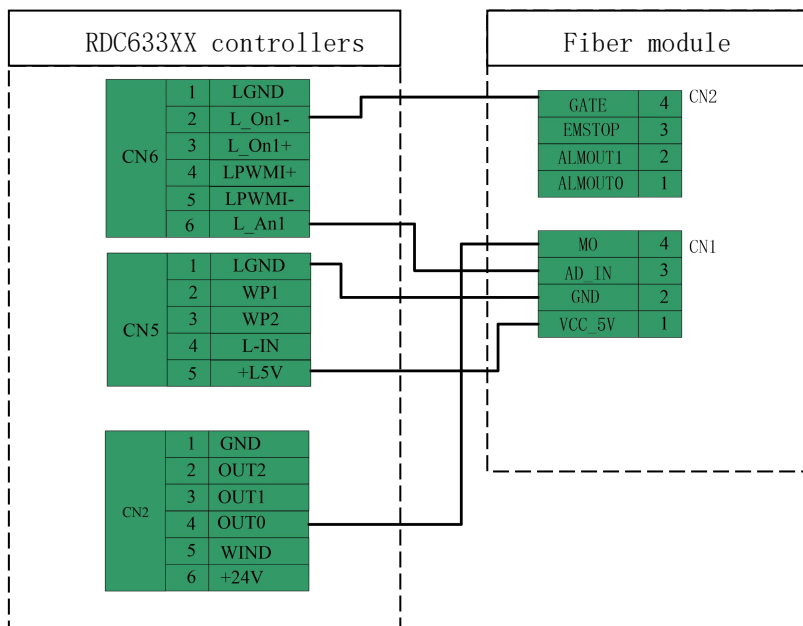 RDC633XX controllers
CN6
1 LGND
2 L_On1-
3 L_On1+
4 LPWMI+
5 LPWMI-
6 L_An1
CN5
1 LGND
2 WP1
3 WP2
4 L-IN
5 +L5V
CN2
1 GND
2 OUT2
3 OUT1
4 OUT0
5 WIND
6 +24V
Fiber module
CN2
GATE 4
EMSTOP 3
ALMOUT1 2
ALMOUT0 1
CN1
MO 4
AD_IN 3
GND 2
VCC_5V 1